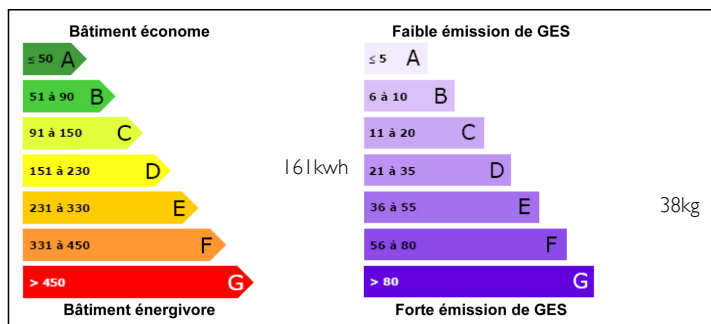 Bâtiment économe
≤ 50 A
51 à 90 B
91 à 150 C
151 à 230 D
231 à 330 E
331 à 450 F
> 450 G
Bâtiment énergivore
161kwh
Faible émission de GES
≤ 5 A
6 à 10 B
11 à 20 C
21 à 35 D
36 à 55 E
56 à 80 F
> 80 G
Forte émission de GES
38kg